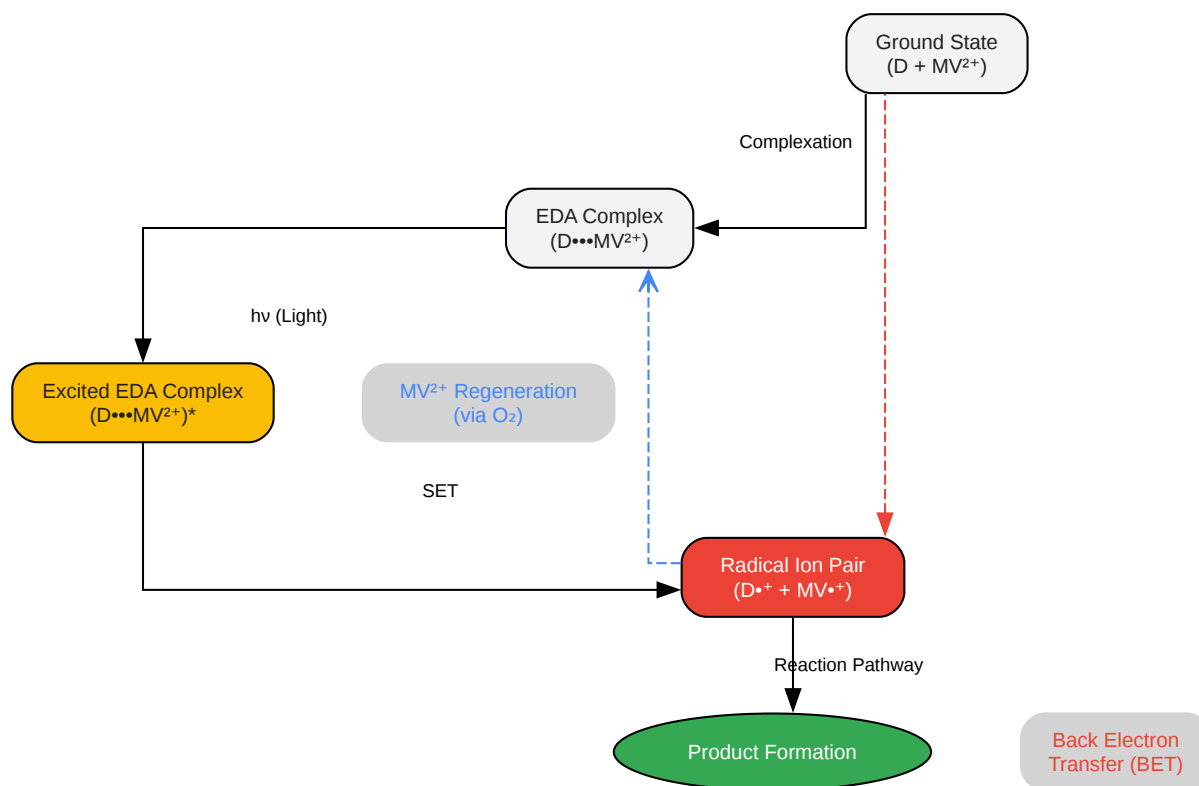 Ground State
(D + MV²⁺)
Complexation
EDA Complex
(D•••MV²⁺)
hν (Light)
Excited EDA Complex
(D•••MV²⁺)*
MV²⁺ Regeneration
(via O₂)
SET
Radical Ion Pair
(D•⁺ + MV•⁺)
Reaction Pathway
Product Formation
Back Electron
Transfer (BET)